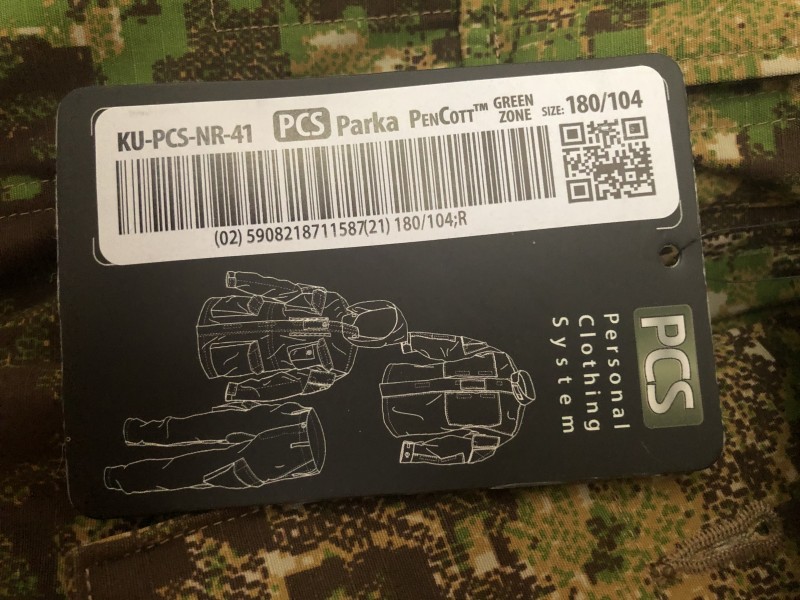 KU-PCS-NR-41 PCS Parka PENCOTT™ GREEN ZONE SIZE: 180/104
(02) 5908218711587(21) 180/104;R
PCS
Personal
Clothing
System